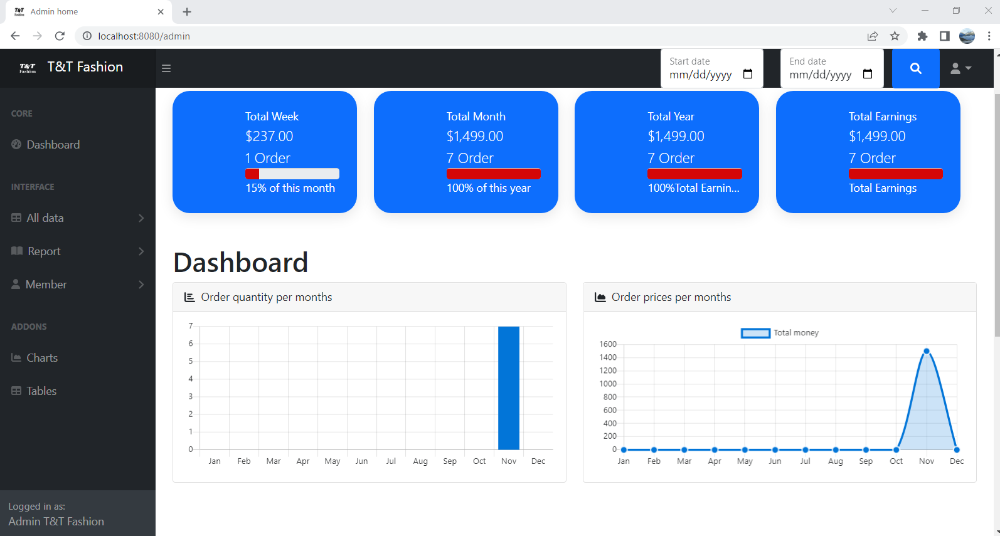 T&T Fashion
Admin home
localhost:8080/admin
T&T Fashion
T&T Fashion
Start date
mm/dd/yyyy
End date
mm/dd/yyyy
CORE
Dashboard
INTERFACE
All data
Report
Member
ADDONS
Charts
Tables
Logged in as:
Admin T&T Fashion
Total Week
$237.00
1 Order
15% of this month
Total Month
$1,499.00
7 Order
100% of this year
Total Year
$1,499.00
7 Order
100%Total Earnin...
Total Earnings
$1,499.00
7 Order
Total Earnings
Dashboard
Order quantity per months
7
6
5
4
3
2
1
0
Jan Feb Mar Apr May Jun Jul Aug Sep Oct Nov Dec
Order prices per months
Total money
1600
1400
1200
1000
800
600
400
200
0
Jan Feb Mar Apr May Jun Jul Aug Sep Oct Nov Dec